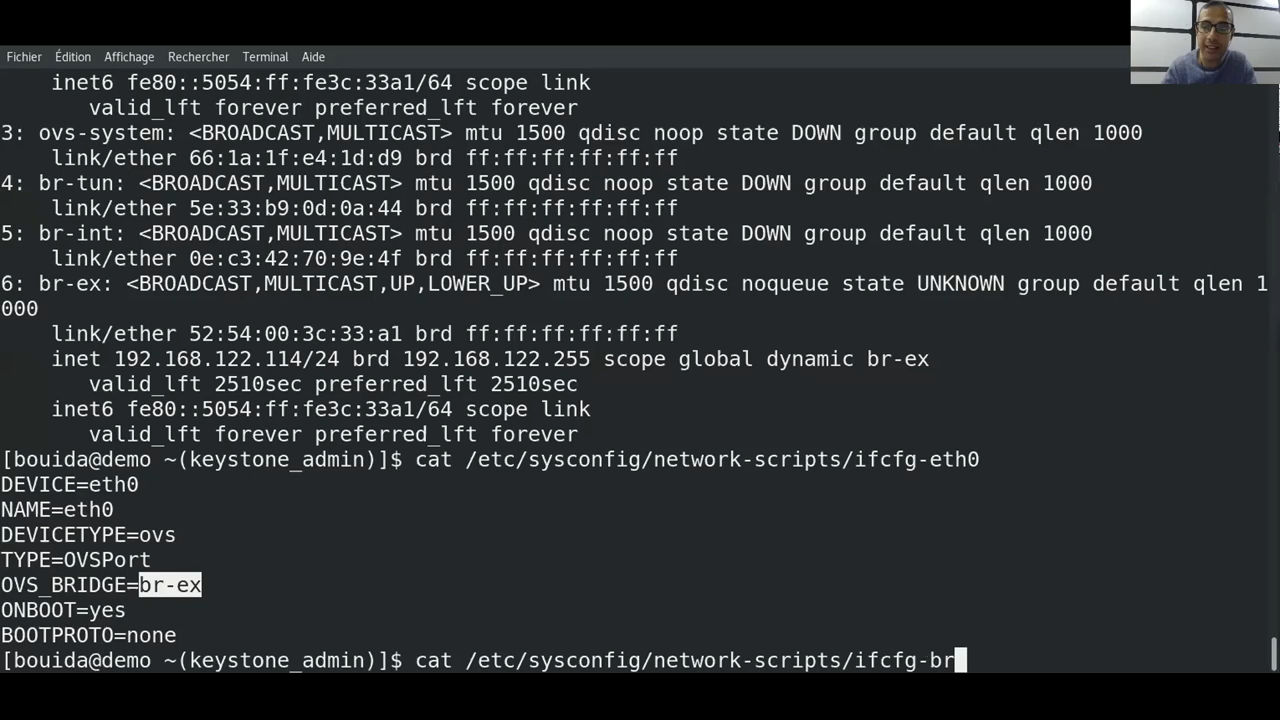 Fichier Édition Affichage Rechercher Terminal Aide
inet6 fe80::5054:ff:fe3c:33a1/64 scope link
valid_lft forever preferred_lft forever
3: ovs-system: <BROADCAST,MULTICAST> mtu 1500 qdisc noop state DOWN group default qlen 1000
link/ether 66:1a:1f:e4:1d:d9 brd ff:ff:ff:ff:ff:ff
4: br-tun: <BROADCAST,MULTICAST> mtu 1500 qdisc noop state DOWN group default qlen 1000
link/ether 5e:33:b9:0d:0a:44 brd ff:ff:ff:ff:ff:ff
5: br-int: <BROADCAST,MULTICAST> mtu 1500 qdisc noop state DOWN group default qlen 1000
link/ether 0e:c3:42:70:9e:4f brd ff:ff:ff:ff:ff:ff
6: br-ex: <BROADCAST,MULTICAST,UP,LOWER_UP> mtu 1500 qdisc noqueue state UNKNOWN group default qlen 1
000
link/ether 52:54:00:3c:33:a1 brd ff:ff:ff:ff:ff:ff
inet 192.168.122.114/24 brd 192.168.122.255 scope global dynamic br-ex
valid_lft 2510sec preferred_lft 2510sec
inet6 fe80::5054:ff:fe3c:33a1/64 scope link
valid_lft forever preferred_lft forever
[bouida@demo ~(keystone_admin)]$ cat /etc/sysconfig/network-scripts/ifcfg-eth0
DEVICE=eth0
NAME=eth0
DEVICETYPE=ovs
TYPE=OVSPort
OVS_BRIDGE=br-ex
ONBOOT=yes
BOOTPROTO=none
[bouida@demo ~(keystone_admin)]$ cat /etc/sysconfig/network-scripts/ifcfg-br